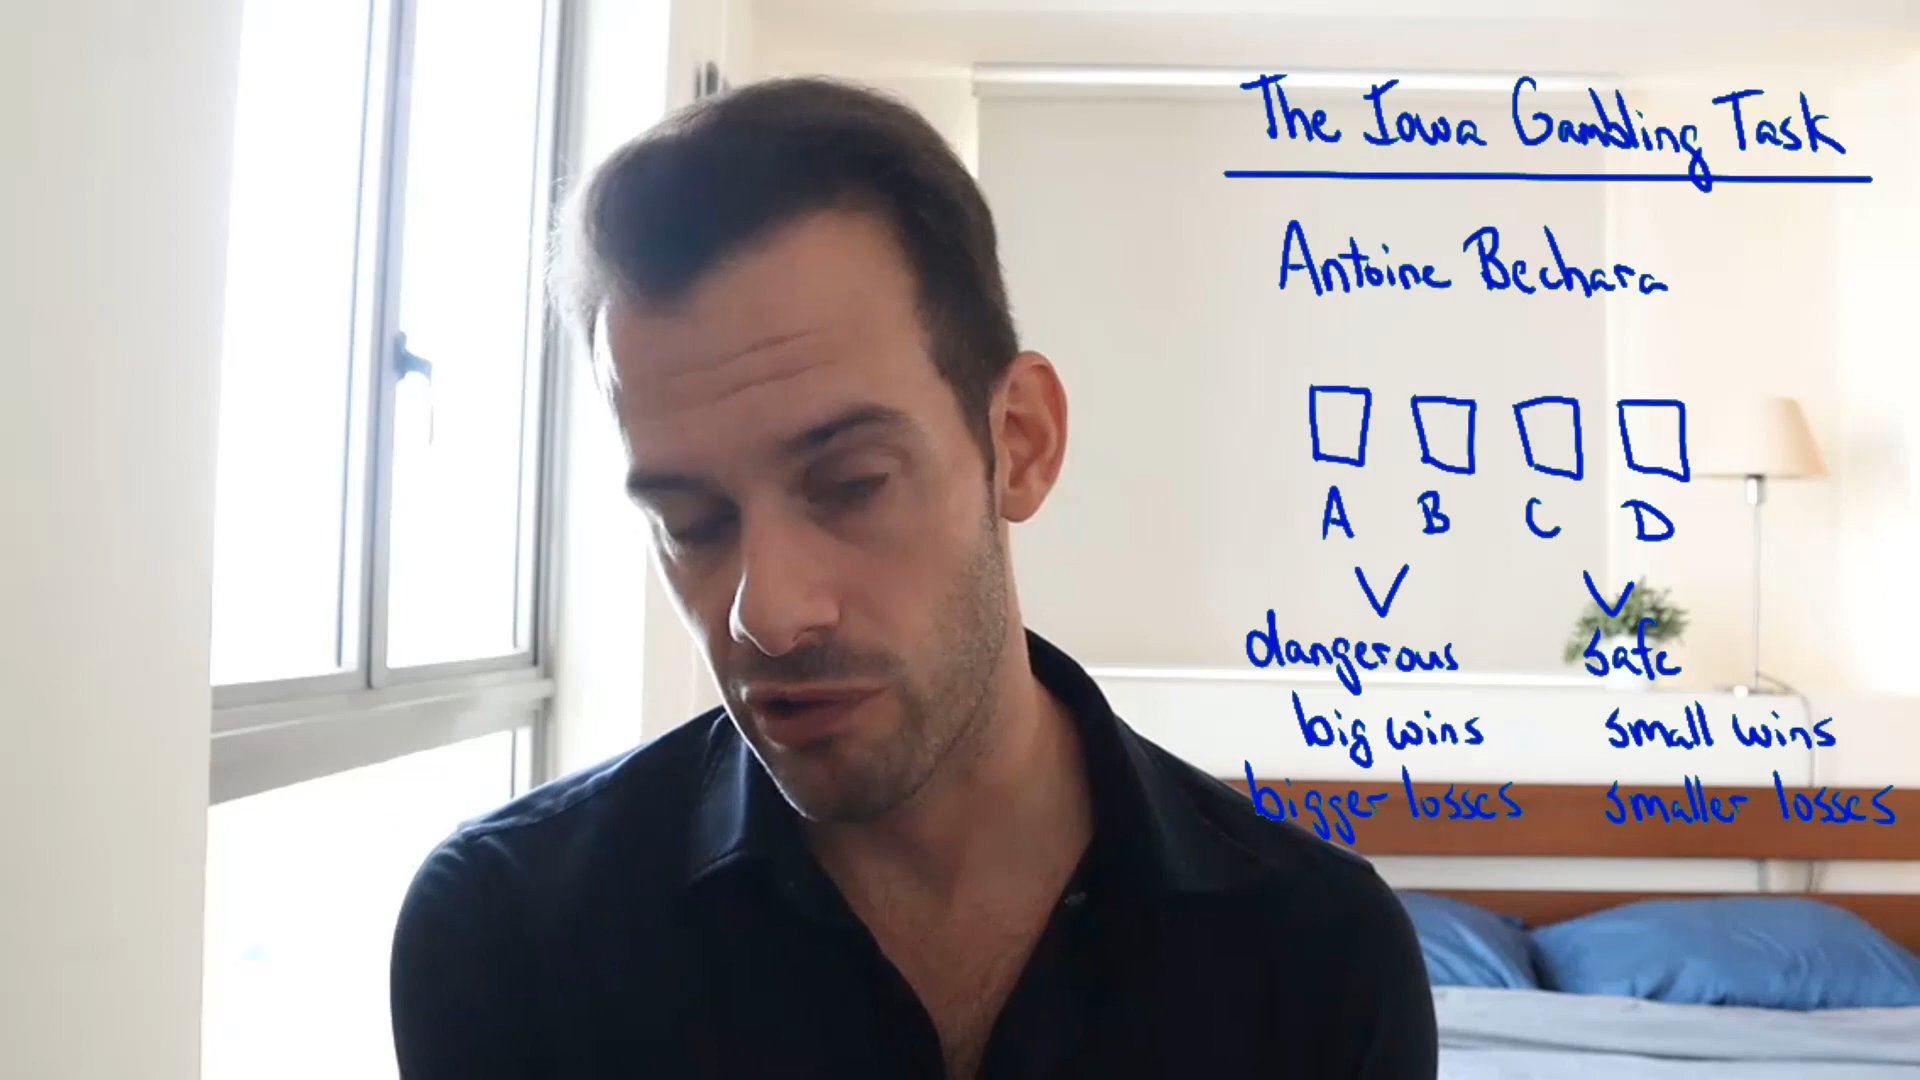 The Iowa Gambling Task
Antoine Bechara
A B C D
dangerous safe
big wins small wins
bigger losses smaller losses